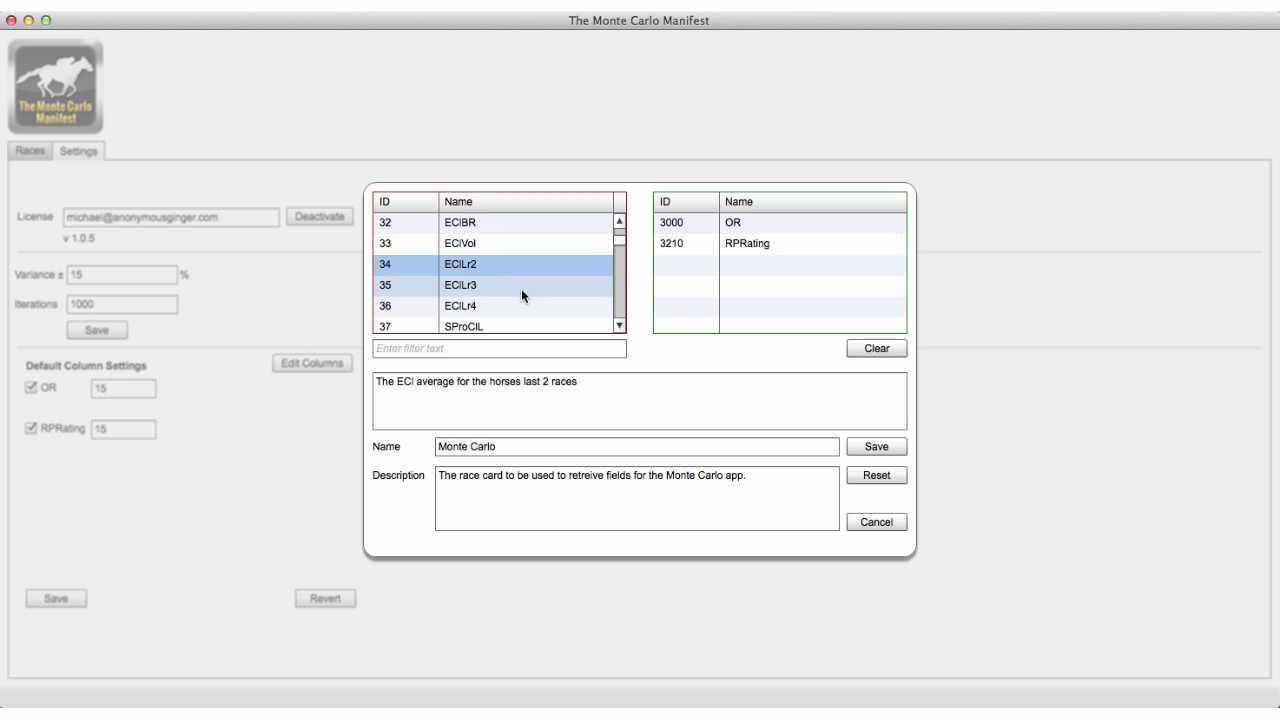 The Monte Carlo Manifest
The Monte Carlo
Manifest
Races Settings
License michael@anonymousginger.com Deactivate
v 1.0.5
Variance ± 15 %
Iterations 1000
Save
Default Column Settings Edit Columns
OR 15
RPRating 15
Save Revert
ID Name
32 ECIBR
33 ECIVol
34 ECILr2
35 ECILr3
36 ECILr4
37 SProCIL
Enter filter text
ID Name
3000 OR
3210 RPRating
Clear
The ECI average for the horses last 2 races
Name Monte Carlo Save
Description The race card to be used to retreive fields for the Monte Carlo app. Reset
Cancel